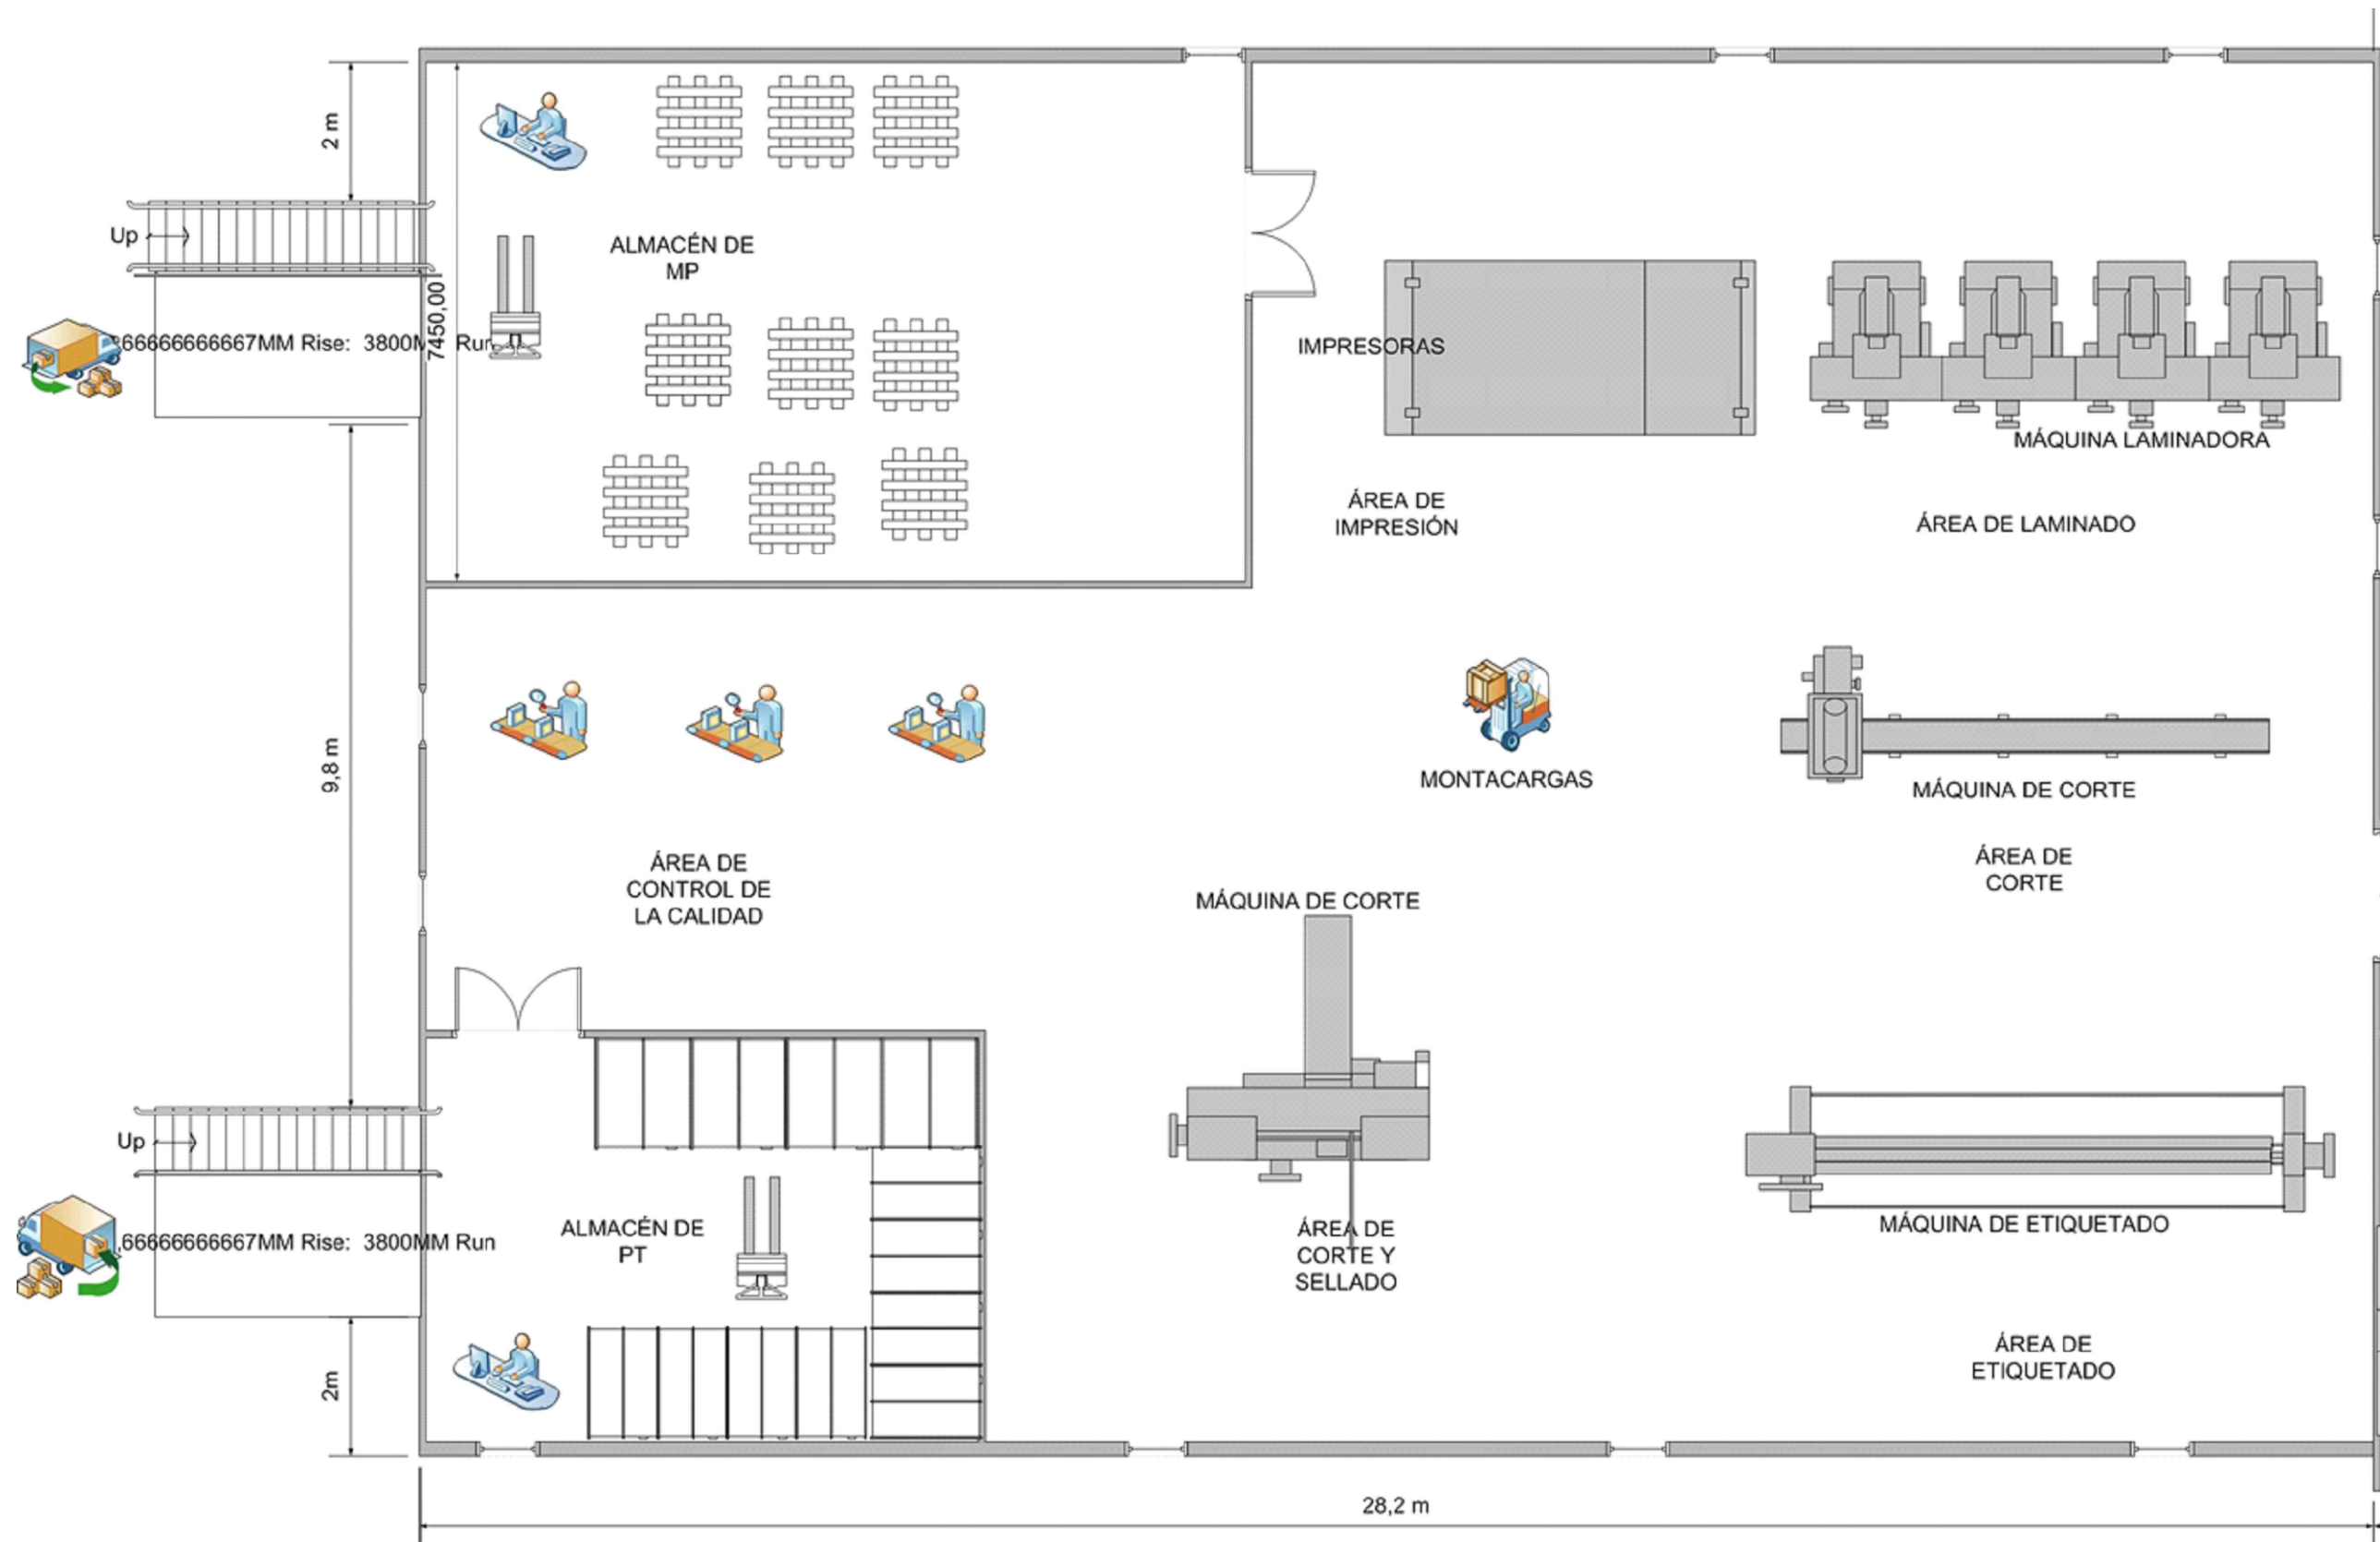 2 m
Up
ALMACÉN DE
MP
7450,00
66666666667MM Rise: 3800M Run
IMPRESORAS
MÁQUINA LAMINADORA
ÁREA DE
IMPRESIÓN
ÁREA DE LAMINADO
9,8 m
MONTACARGAS
MÁQUINA DE CORTE
ÁREA DE
CORTE
ÁREA DE
CONTROL DE
LA CALIDAD
MÁQUINA DE CORTE
Up
ALMACÉN DE
PT
,66666666667MM Rise: 3800MM Run
ÁREA DE
CORTE Y
SELLADO
MÁQUINA DE ETIQUETADO
ÁREA DE
ETIQUETADO
2m
28,2 m